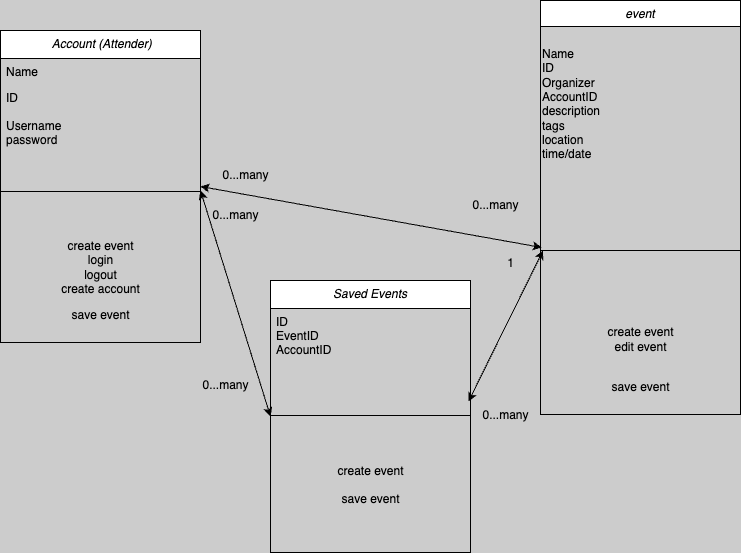 Account (Attender)
Name
ID
Username
password
create event
login
logout
create account
save event
event
Name
ID
Organizer
AccountID
description
tags
location
time/date
create event
edit event
save event
0...many
0...many
0...many
1
0...many
0...many
Saved Events
ID
EventID
AccountID
create event
save event